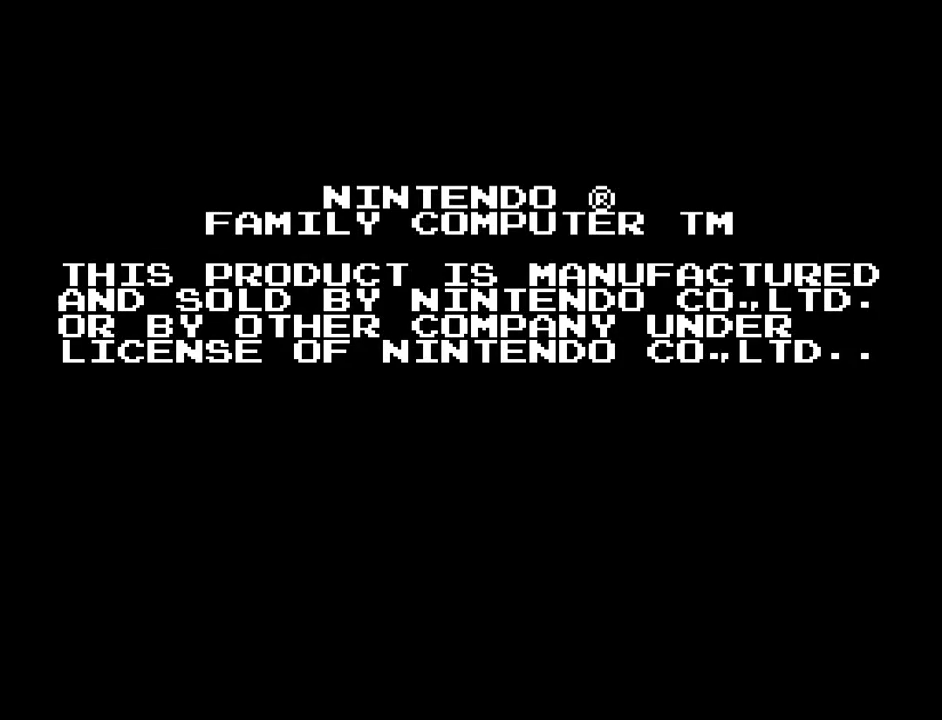 NINTENDO ®
FAMILY COMPUTER TM
THIS PRODUCT IS MANUFACTURED
AND SOLD BY NINTENDO CO.,LTD.
OR BY OTHER COMPANY UNDER
LICENSE OF NINTENDO CO.,LTD..